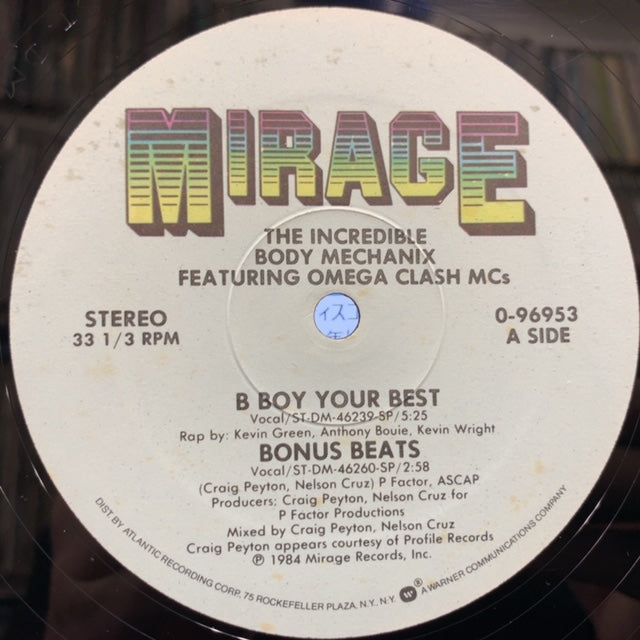 MIRAGE
THE INCREDIBLE
BODY MECHANIX
FEATURING OMEGA CLASH MCs
STEREO
33 1/3 RPM
0-96953
A SIDE
B BOY YOUR BEST
Vocal/ST-DM-46239-SP/5:25
Rap by: Kevin Green, Anthony Bouie, Kevin Wright
BONUS BEATS
Vocal/ST-DM-46260-SP/2:58
(Craig Peyton, Nelson Cruz) P Factor, ASCAP
Producers; Craig Peyton, Nelson Cruz for
P Factor Productions
Mixed by Craig Peyton, Nelson Cruz
Craig Peyton appears courtesy of Profile Records
℗ 1984 Mirage Records, Inc.
DIST BY ATLANTIC RECORDING CORP. 75 ROCKEFELLER PLAZA, N.Y., N.Y. ® A WARNER COMMUNICATIONS COMPANY